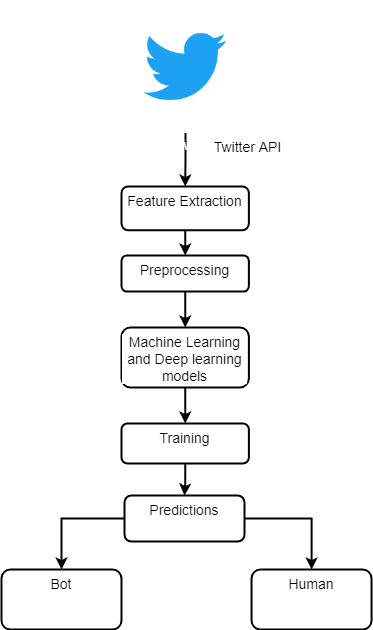 Twitter API
Feature Extraction
Preprocessing
Machine Learning
and Deep learning
models
Training
Predictions
Bot
Human